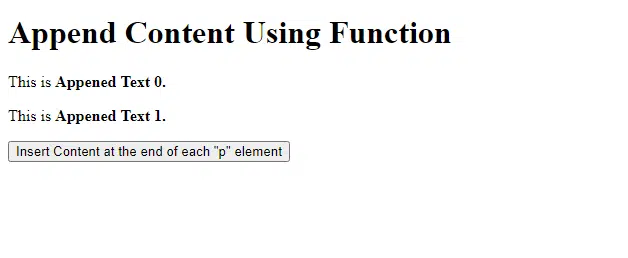 Append Content Using Function
This is Appened Text 0.
This is Appened Text 1.
Insert Content at the end of each "p" element